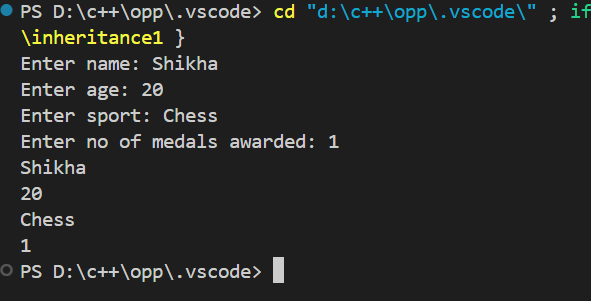 PS D:\c++\opp\.vscode> cd "d:\c++\opp\.vscode\" ; if
\inheritance1 }
Enter name: Shikha
Enter age: 20
Enter sport: Chess
Enter no of medals awarded: 1
Shikha
20
Chess
1
PS D:\c++\opp\.vscode>